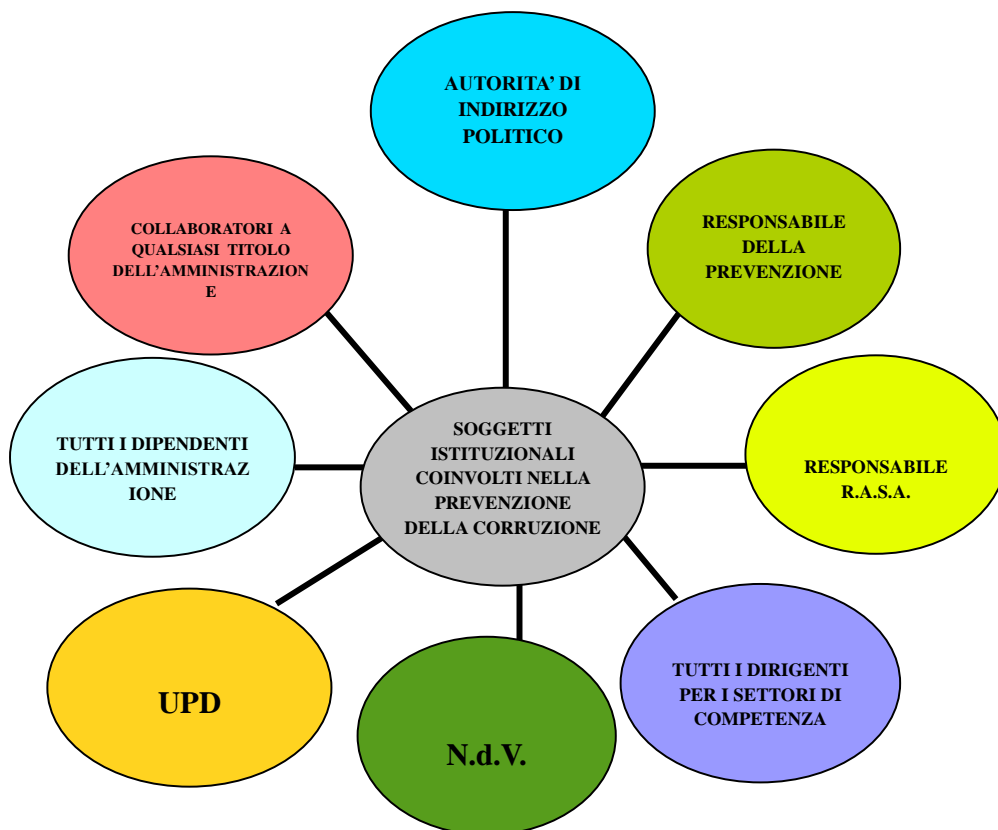 AUTORITA’ DI
INDIRIZZO
POLITICO
RESPONSABILE
DELLA
PREVENZIONE
COLLABORATORI A
QUALSIASI TITOLO
DELL’AMMINISTRAZION
E
SOGGETTI
ISTITUZIONALI
COINVOLTI NELLA
PREVENZIONE
DELLA CORRUZIONE
TUTTI I DIPENDENTI
DELL’AMMINISTRAZ
IONE
RESPONSABILE
R.A.S.A.
TUTTI I DIRIGENTI
PER I SETTORI DI
COMPETENZA
UPD
N.d.V.